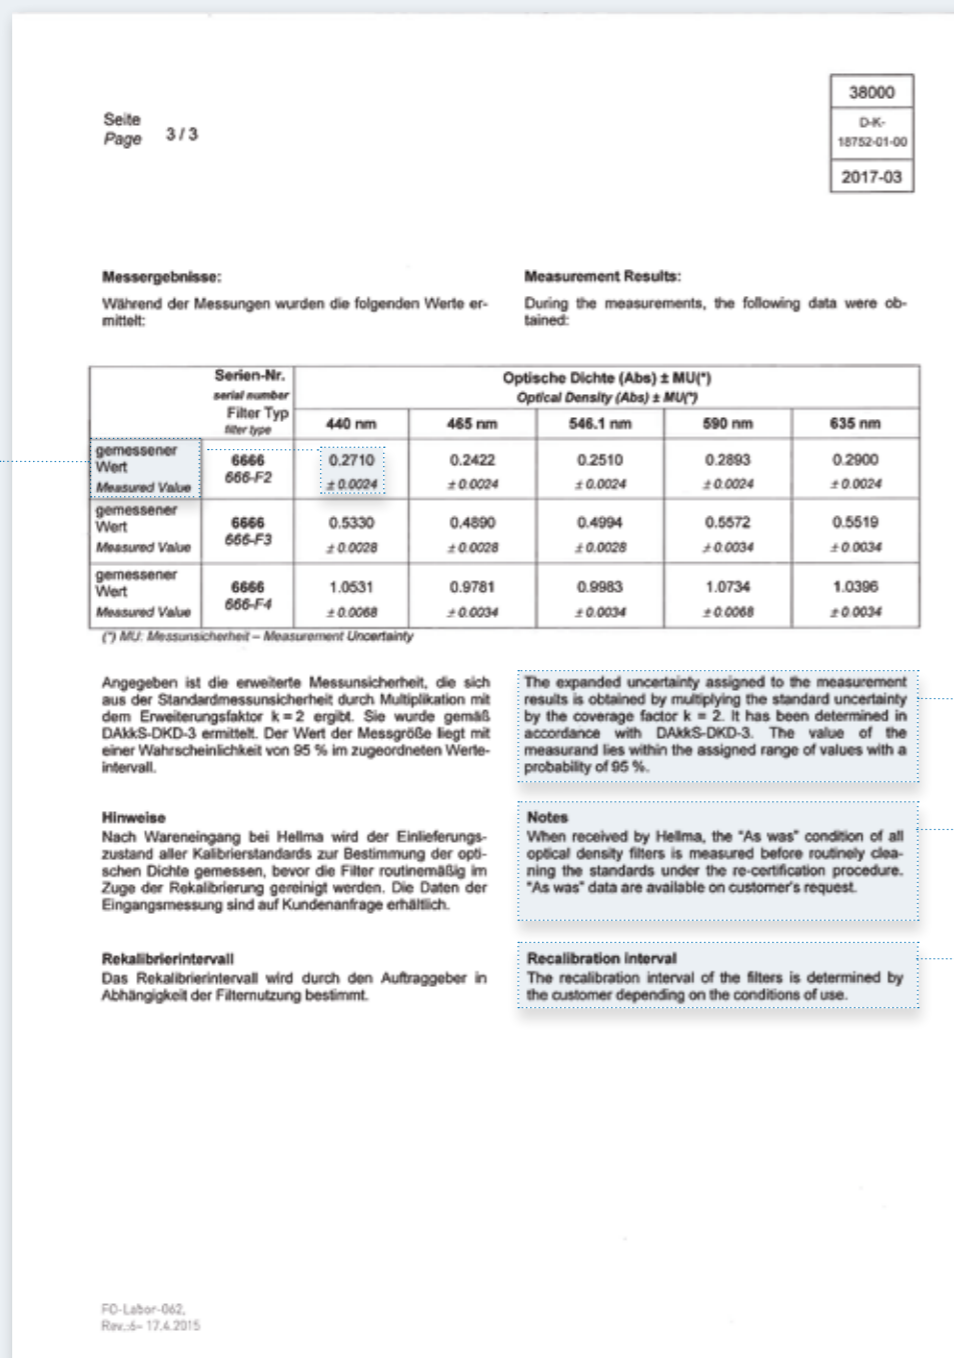 Seite
Page 3 / 3
38000
D-K-
18752-01-00
2017-03
Messergebnisse:
Während der Messungen wurden die folgenden Werte er-
mittelt:
Measurement Results:
During the measurements, the following data were ob-
tained:
Serien-Nr.
serial number
Filter Typ
filter type
Optische Dichte (Abs) ± MU(*)
Optical Density (Abs) ± MU(*)
440 nm 465 nm 546.1 nm 590 nm 635 nm
gemessener
Wert
Measured Value
6666
666-F2
0.2710 0.2422 0.2510 0.2893 0.2900
± 0.0024 ± 0.0024 ± 0.0024 ± 0.0024 ± 0.0024
gemessener
Wert
Measured Value
6666
666-F3
0.5330 0.4890 0.4994 0.5572 0.5519
± 0.0028 ± 0.0028 ± 0.0028 ± 0.0034 ± 0.0034
gemessener
Wert
Measured Value
6666
666-F4
1.0531 0.9781 0.9983 1.0734 1.0396
± 0.0068 ± 0.0034 ± 0.0034 ± 0.0068 ± 0.0034
(*) MU: Messunsicherheit – Measurement Uncertainty
Angegeben ist die erweiterte Messunsicherheit, die sich
aus der Standardmessunsicherheit durch Multiplikation mit
dem Erweiterungsfaktor k = 2 ergibt. Sie wurde gemäß
DAkkS-DKD-3 ermittelt. Der Wert der Messgröße liegt mit
einer Wahrscheinlichkeit von 95 % im zugeordneten Werte-
intervall.
The expanded uncertainty assigned to the measurement
results is obtained by multiplying the standard uncertainty
by the coverage factor k = 2. It has been determined in
accordance with DAkkS-DKD-3. The value of the
measurand lies within the assigned range of values with a
probability of 95 %.
Hinweise
Nach Wareneingang bei Hellma wird der Einlieferungs-
zustand aller Kalibrierstandards zur Bestimmung der opti-
schen Dichte gemessen, bevor die Filter routinemäßig im
Zuge der Rekalibrierung gereinigt werden. Die Daten der
Eingangsmessung sind auf Kundenanfrage erhältlich.
Notes
When received by Hellma, the "As was" condition of all
optical density filters is measured before routinely clea-
ning the standards under the re-certification procedure.
"As was" data are available on customer's request.
Rekalibrierintervall
Das Rekalibrierintervall wird durch den Auftraggeber in
Abhängigkeit der Filternutzung bestimmt.
Recalibration interval
The recalibration interval of the filters is determined by
the customer depending on the conditions of use.
FO-Labor-062,
Rev.:6– 17.4.2015